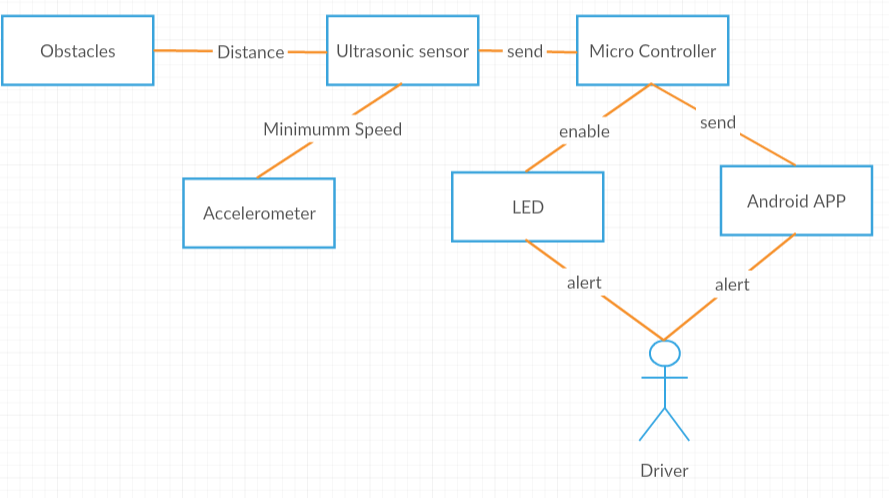 Obstacles
Distance
Ultrasonic sensor
send
Micro Controller
Minimumm Speed
enable
send
Accelerometer
LED
Android APP
alert
alert
Driver